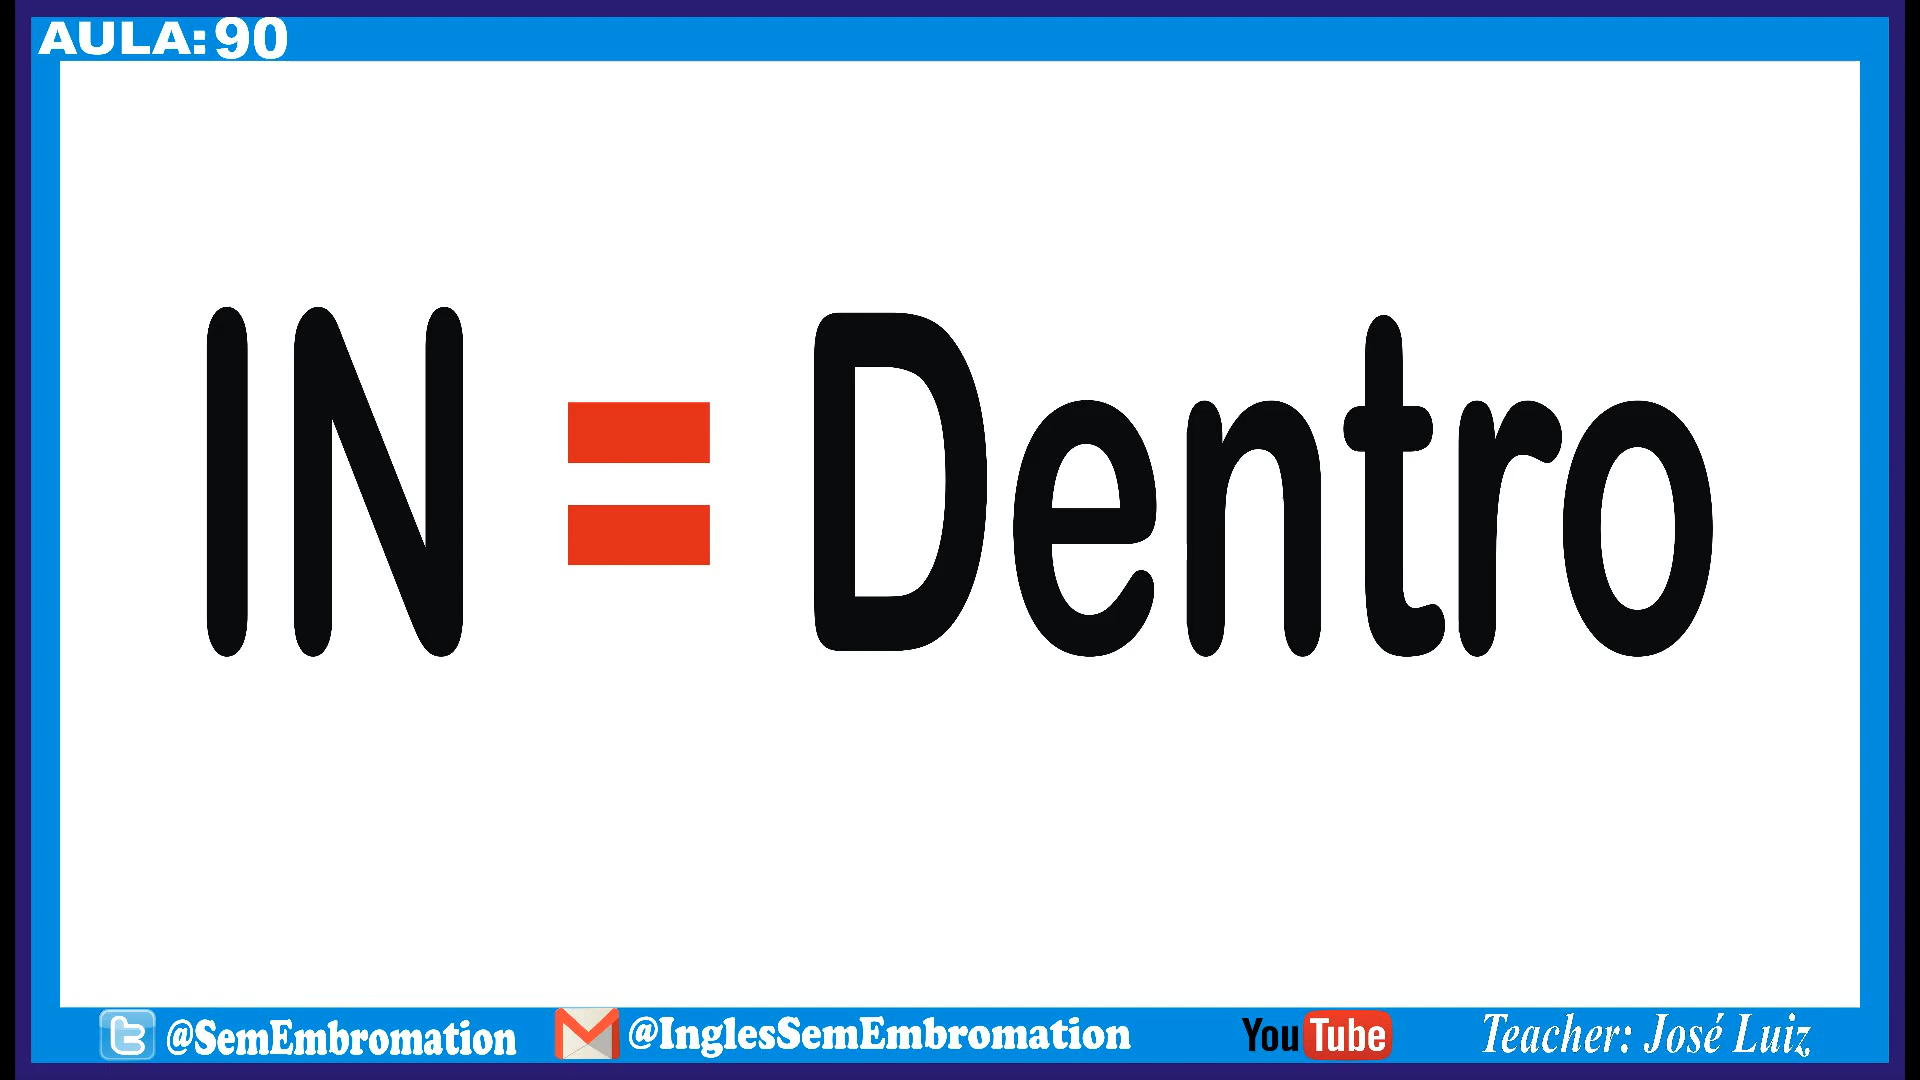 AULA: 90
IN = Dentro
@SemEmbromation @InglesSemEmbromation YouTube Teacher: José Luiz